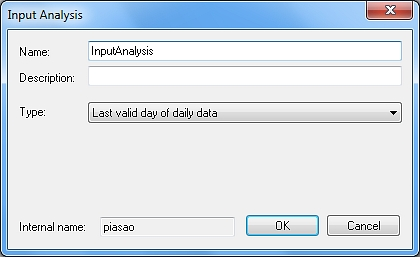 Input Analysis
Name: InputAnalysis
Description:
Type: Last valid day of daily data
Internal name: piasao OK Cancel